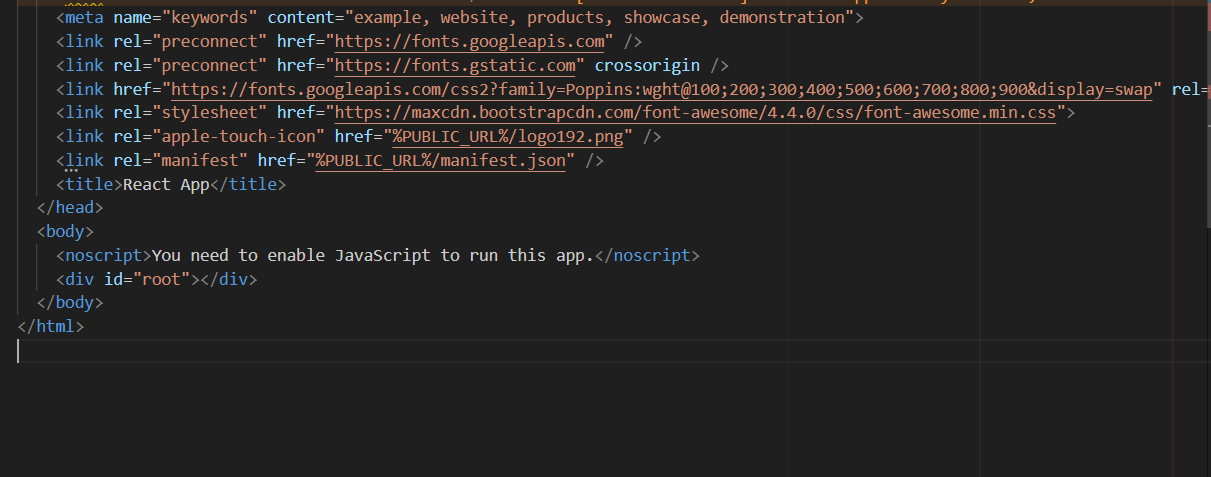 <meta name="keywords" content="example, website, products, showcase, demonstration">
<link rel="preconnect" href="https://fonts.googleapis.com" />
<link rel="preconnect" href="https://fonts.gstatic.com" crossorigin />
<link href="https://fonts.googleapis.com/css2?family=Poppins:wght@100;200;300;400;500;600;700;800;900&display=swap" rel=
<link rel="stylesheet" href="https://maxcdn.bootstrapcdn.com/font-awesome/4.4.0/css/font-awesome.min.css">
<link rel="apple-touch-icon" href="%PUBLIC_URL%/logo192.png" />
<link rel="manifest" href="%PUBLIC_URL%/manifest.json" />
<title>React App</title>
</head>
<body>
<noscript>You need to enable JavaScript to run this app.</noscript>
<div id="root"></div>
</body>
</html>